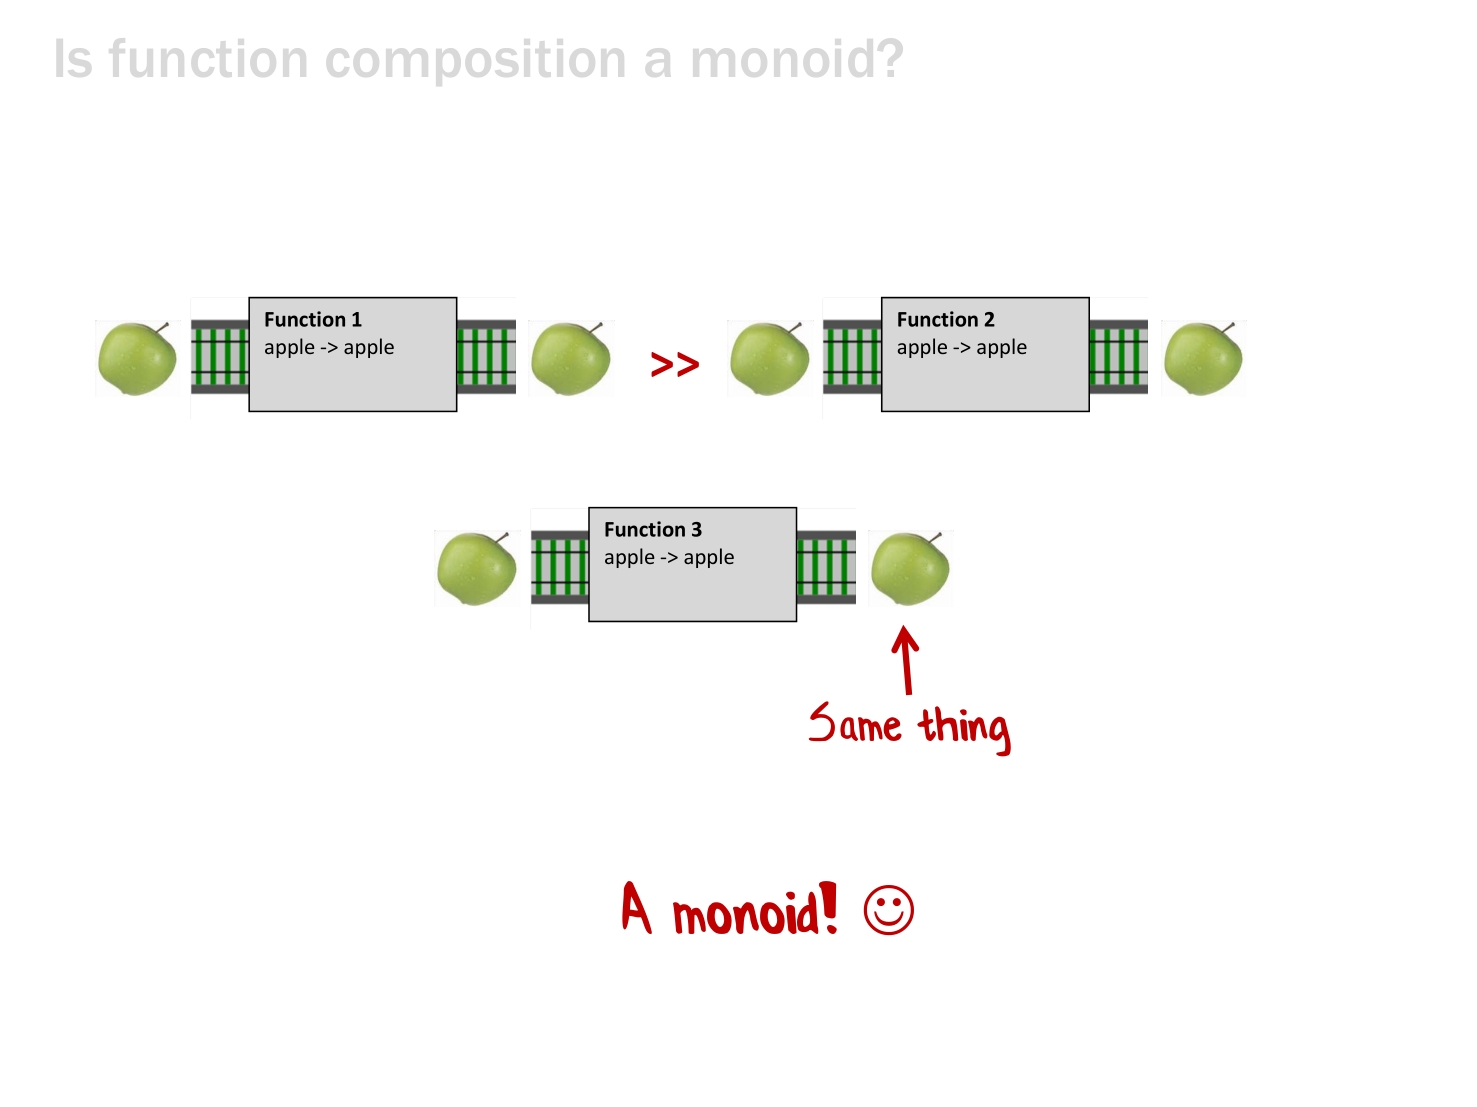 Is function composition a monoid?
Function 1
apple -> apple
>>
Function 2
apple -> apple
Function 3
apple -> apple
Same thing
A monoid! ☺